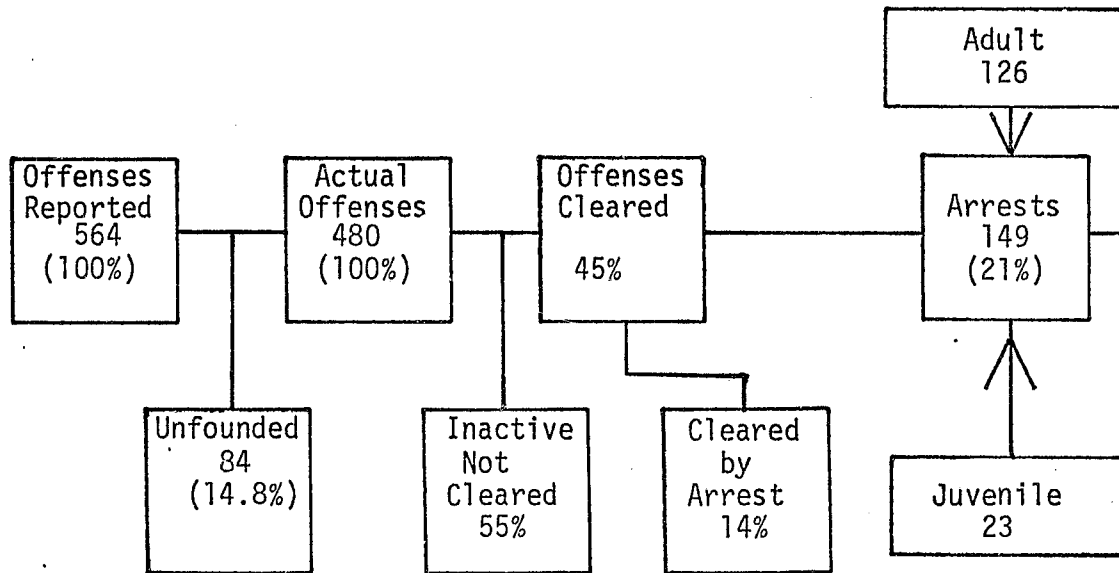 Adult
126
Offenses
Reported
564
(100%)
Actual
Offenses
480
(100%)
Offenses
Cleared
45%
Arrests
149
(21%)
Unfounded
84
(14.8%)
Inactive
Not
Cleared
55%
Cleared
by
Arrest
14%
Juvenile
23